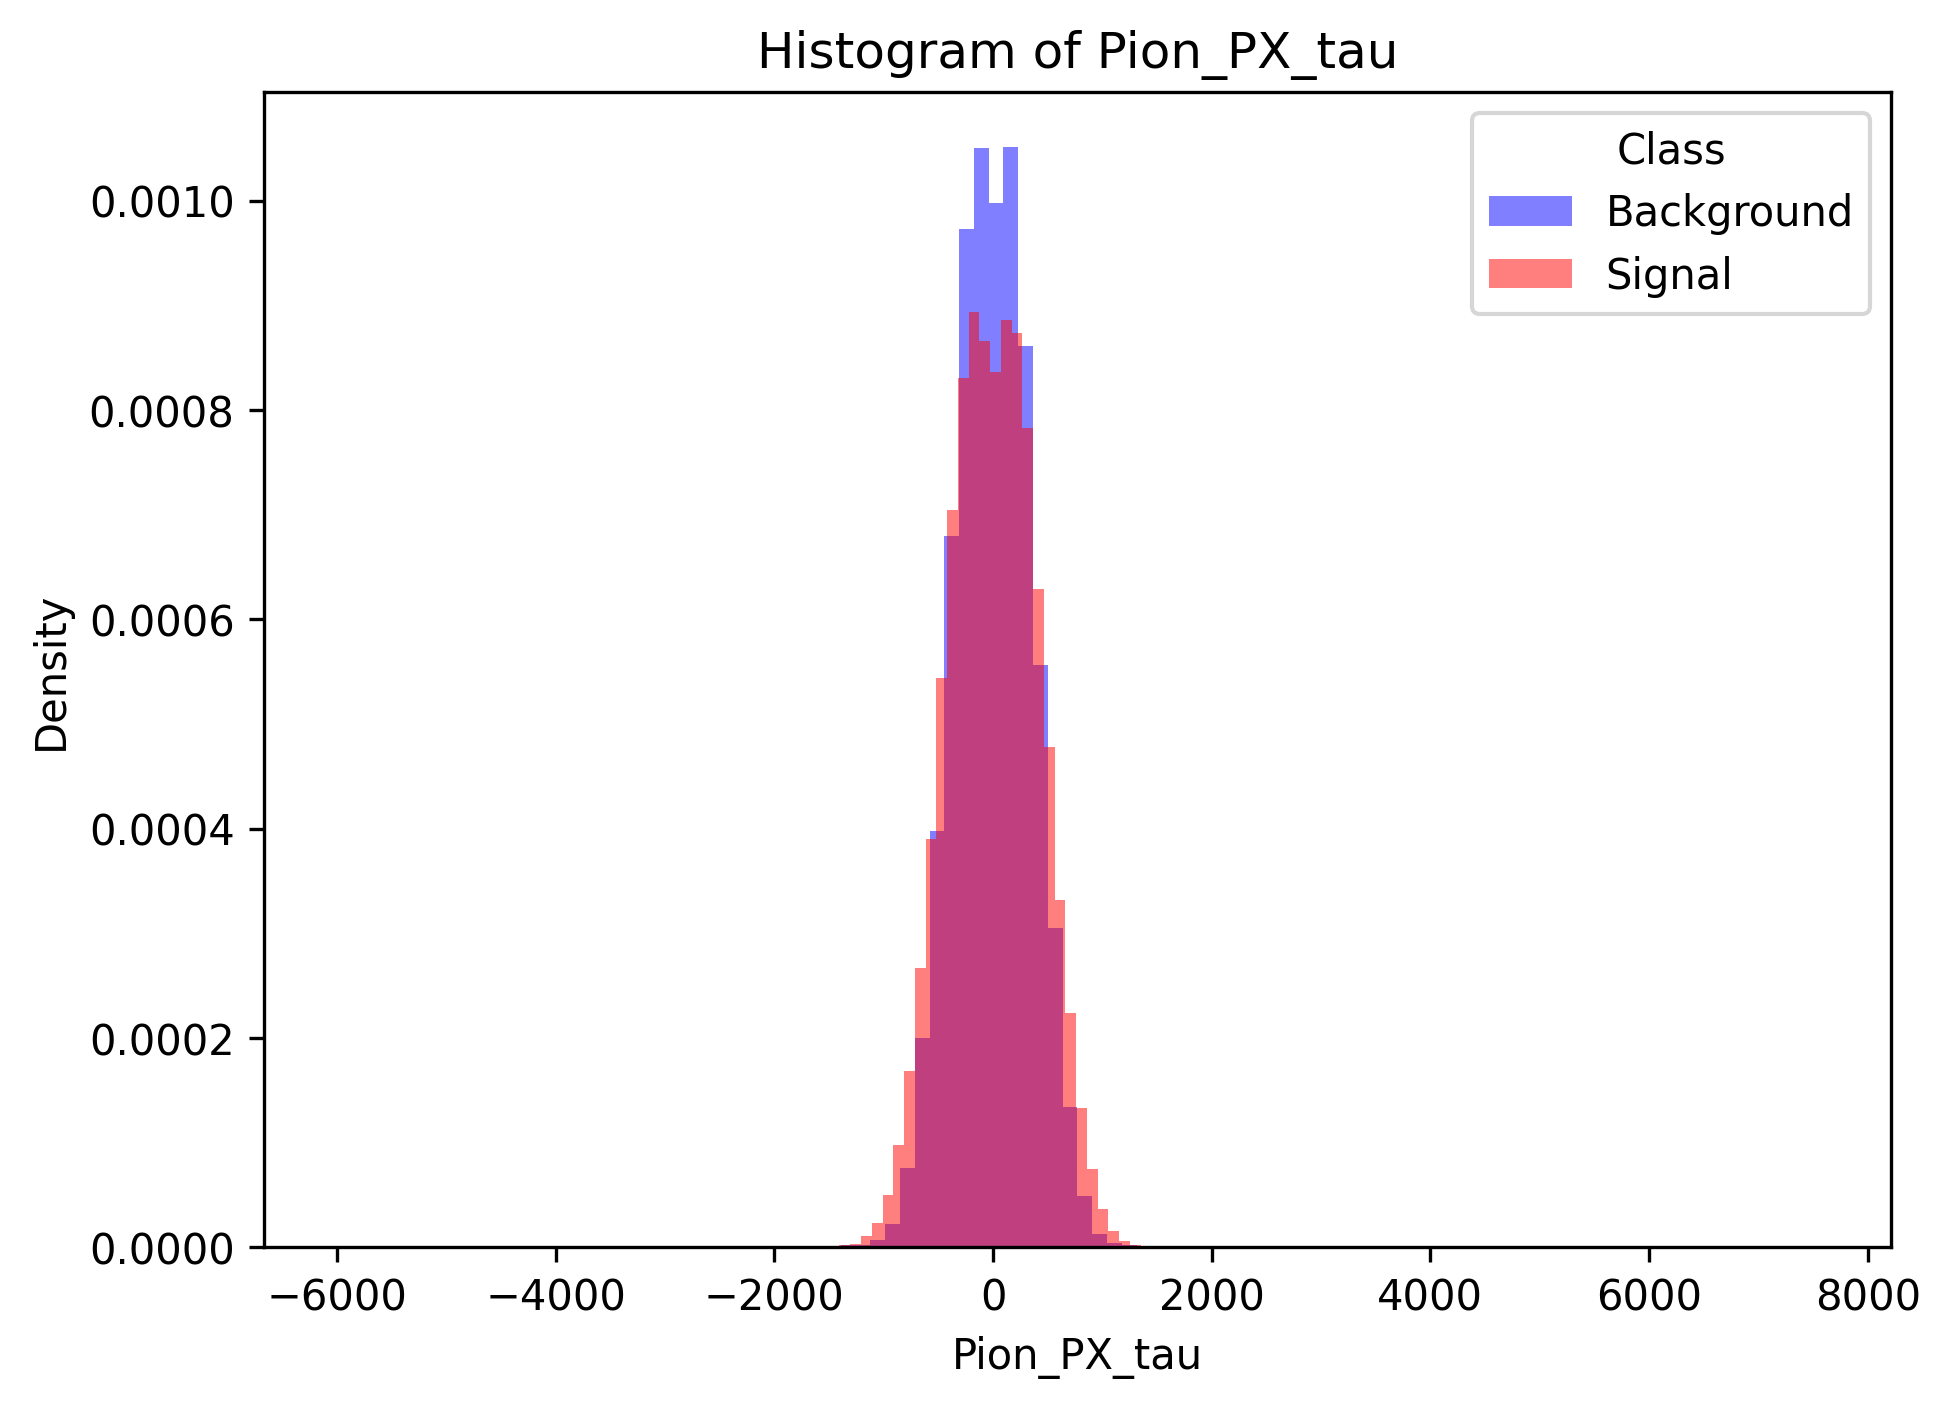 Histogram of Pion_PX_tau
Class
Background
Signal
Density
0.0010
0.0008
0.0006
0.0004
0.0002
0.0000
−6000 −4000 −2000 0 2000 4000 6000 8000
Pion_PX_tau